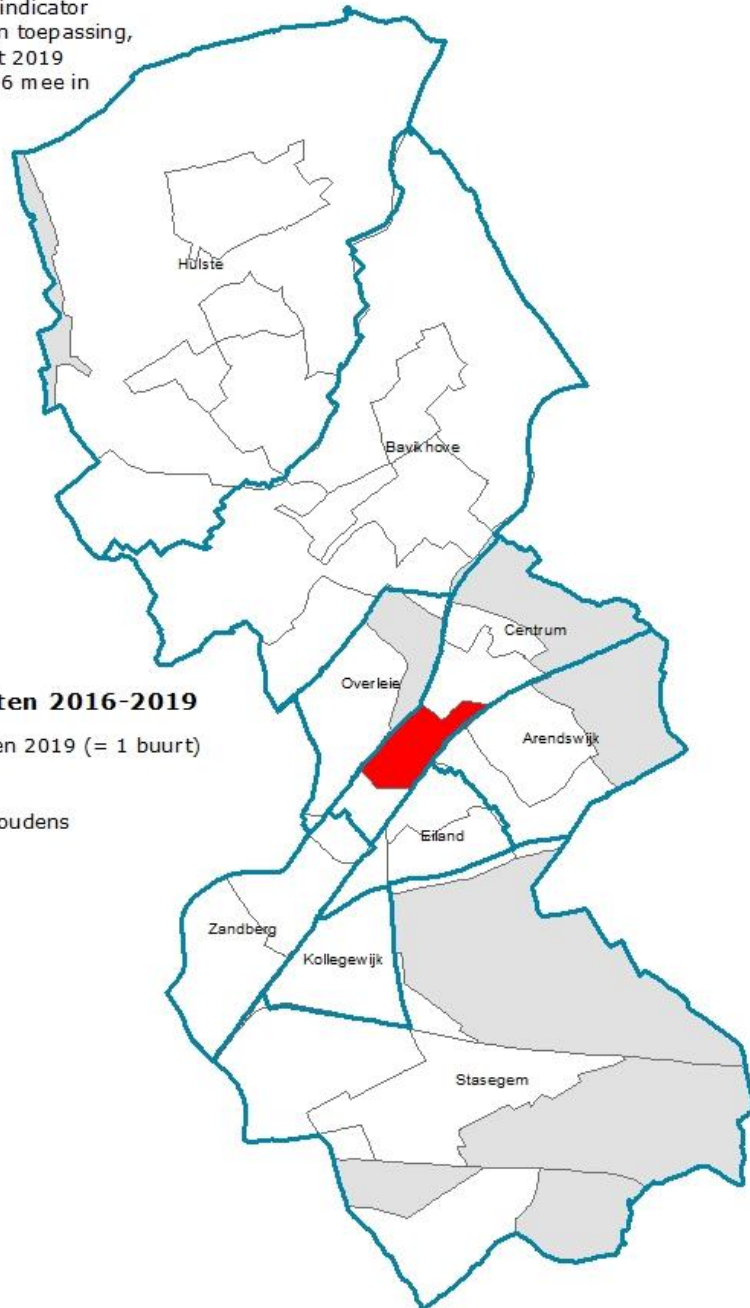 indicator
n toepassing,
t 2019
6 mee in
Hulste
Bavikhove
Centrum
Overleie
ten 2016-2019
en 2019 (= 1 buurt)
Arendswijk
oudens
Eiland
Zandberg
Kollegewijk
Stasegem